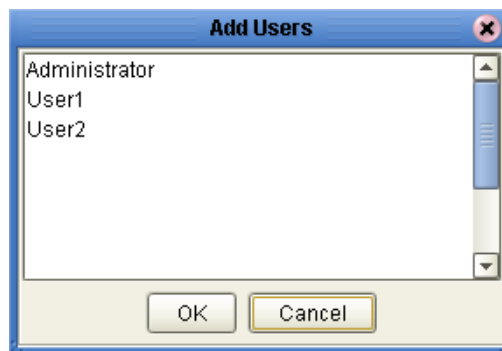 Add Users
Administrator
User1
User2
OK Cancel